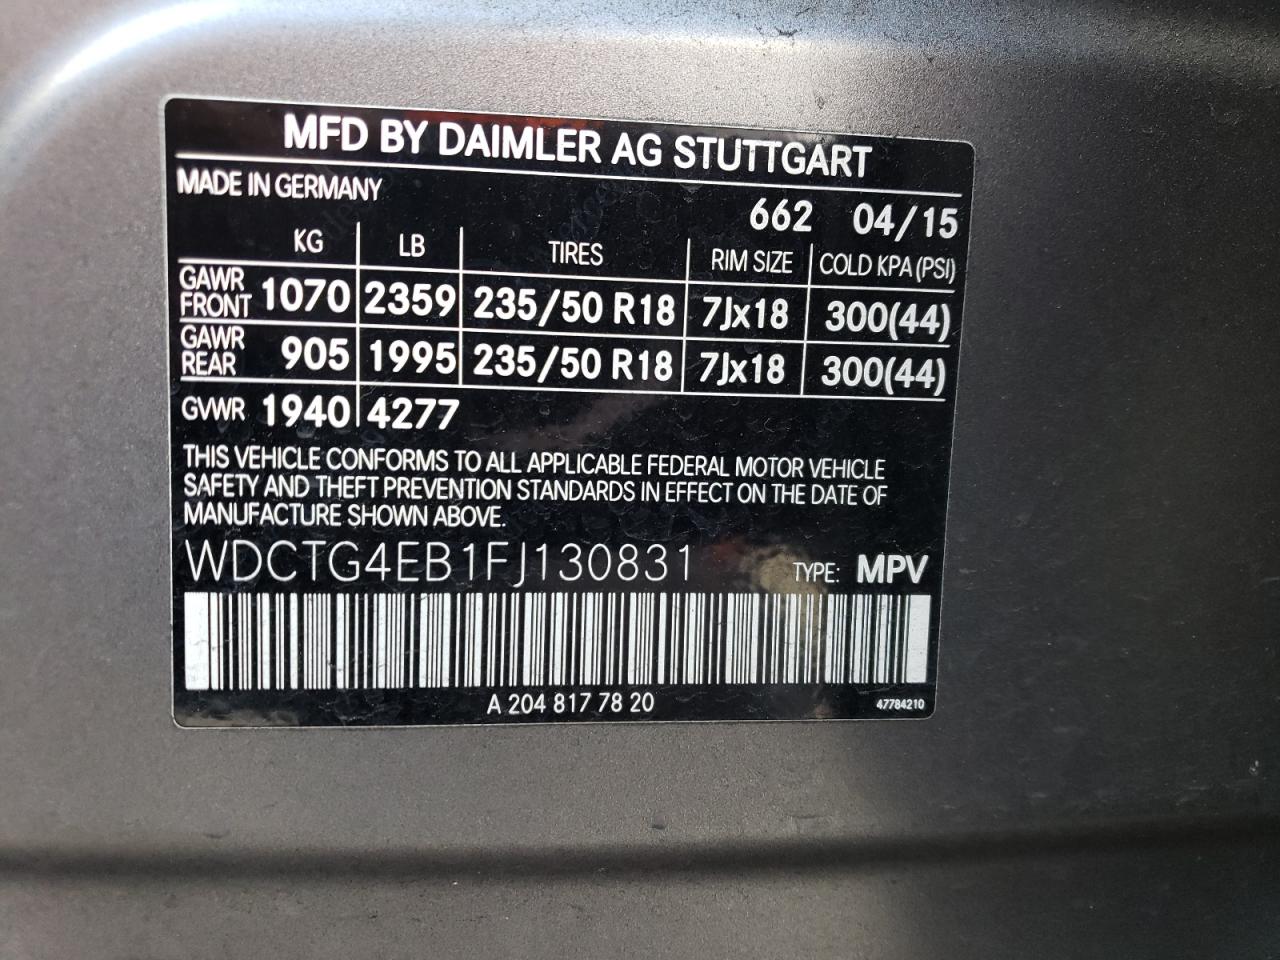 MFD BY DAIMLER AG STUTTGART
MADE IN GERMANY
662 04/15
KG LB TIRES RIM SIZE COLD KPA (PSI)
GAWR FRONT 1070 2359 235/50 R18 7Jx18 300(44)
GAWR REAR 905 1995 235/50 R18 7Jx18 300(44)
GVWR 1940 4277
THIS VEHICLE CONFORMS TO ALL APPLICABLE FEDERAL MOTOR VEHICLE
SAFETY AND THEFT PREVENTION STANDARDS IN EFFECT ON THE DATE OF
MANUFACTURE SHOWN ABOVE.
WDCTG4EB1FJ130831 TYPE: MPV
A 204 817 78 20 47784210